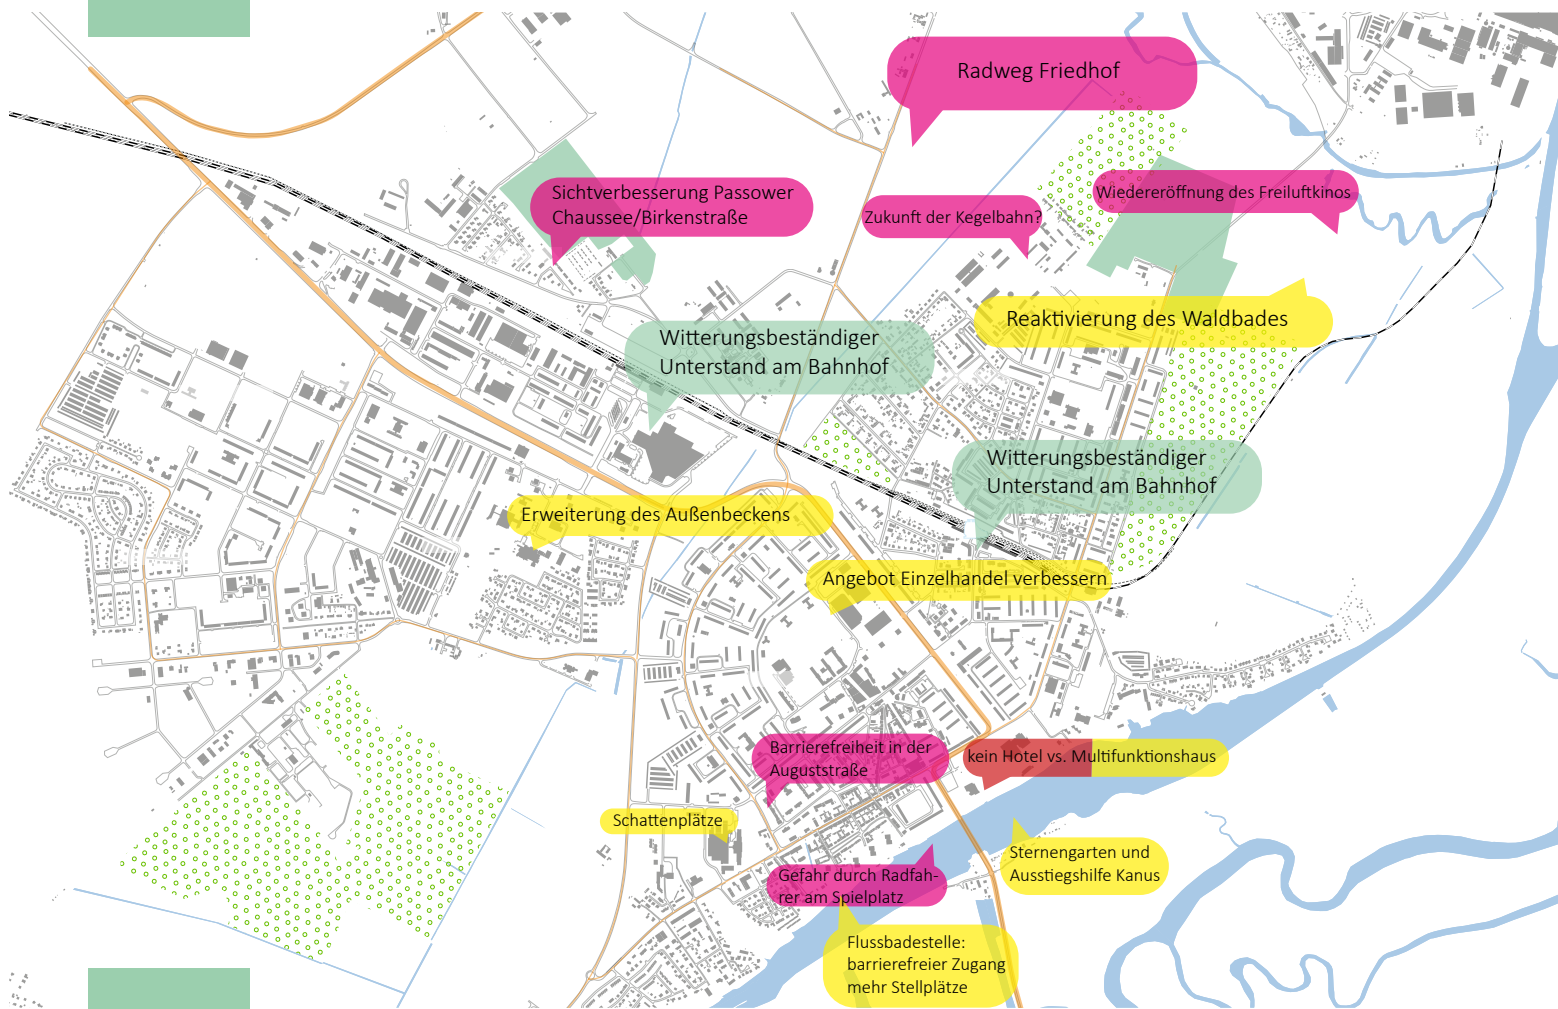 Radweg Friedhof
Sichtverbesserung Passower
Chaussee/Birkenstraße
Zukunft der Kegelbahn?
Wiedereröffnung des Freiluftkinos
Reaktivierung des Waldbades
Witterungsbeständiger
Unterstand am Bahnhof
Witterungsbeständiger
Unterstand am Bahnhof
Erweiterung des Außenbeckens
Angebot Einzelhandel verbessern
Barrierefreiheit in der
Auguststraße
kein Hotel vs. Multifunktionshaus
Schattenplätze
Sternengarten und
Ausstiegshilfe Kanus
Gefahr durch Radfah-
rer am Spielplatz
Flussbadestelle:
barrierefreier Zugang
mehr Stellplätze